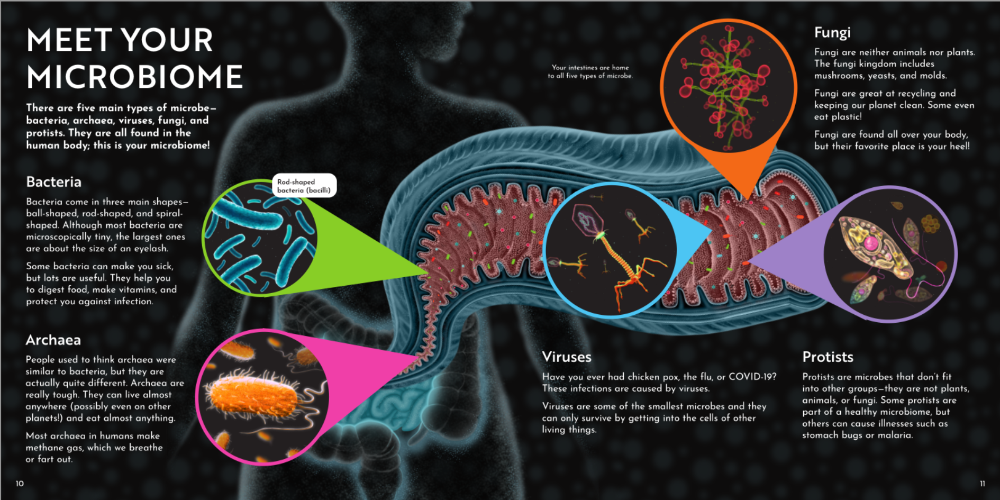 MEET YOUR
MICROBIOME
There are five main types of microbe–
bacteria, archaea, viruses, fungi, and
protists. They are all found in the
human body; this is your microbiome!
Bacteria
Bacteria come in three main shapes–
ball-shaped, rod-shaped, and spiral-
shaped. Although most bacteria are
microscopically tiny, the largest ones
are about the size of an eyelash.
Some bacteria can make you sick,
but lots are useful. They help you
to digest food, make vitamins, and
protect you against infection.
Rod-shaped
bacteria (bacilli)
Archaea
People used to think archaea were
similar to bacteria, but they are
actually quite different. Archaea are
really tough. They can live almost
anywhere (possibly even on other
planets!) and eat almost anything.
Most archaea in humans make
methane gas, which we breathe
or fart out.
10
Your intestines are home
to all five types of microbe.
Fungi
Fungi are neither animals nor plants.
The fungi kingdom includes
mushrooms, yeasts, and molds.
Fungi are great at recycling and
keeping our planet clean. Some even
eat plastic!
Fungi are found all over your body,
but their favorite place is your heel!
Viruses
Have you ever had chicken pox, the flu, or COVID-19?
These infections are caused by viruses.
Viruses are some of the smallest microbes and they
can only survive by getting into the cells of other
living things.
Protists
Protists are microbes that don't fit
into other groups–they are not plants,
animals, or fungi. Some protists are
part of a healthy microbiome, but
others can cause illnesses such as
stomach bugs or malaria.
11